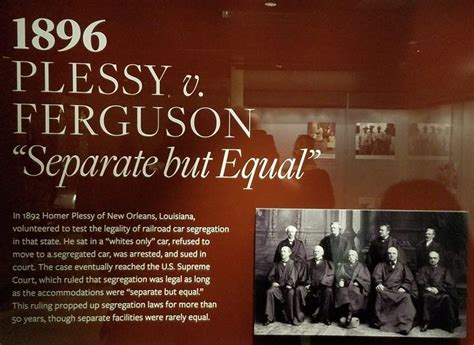 1896
PLESSY v.
FERGUSON
“Separate but Equal”
In 1892 Homer Plessy of New Orleans, Louisiana,
volunteered to test the legality of railroad car segregation
in that state. He sat in a “whites only” car, refused to
move to a segregated car, was arrested, and sued in
court. The case eventually reached the U.S. Supreme
Court, which ruled that segregation was legal as long
as the accommodations were “separate but equal.”
This ruling propped up segregation laws for more than
50 years, though separate facilities were rarely equal.